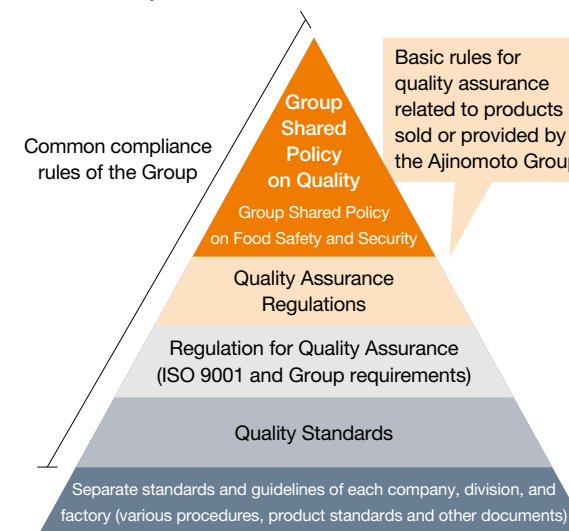 Basic rules for
quality assurance
related to products
sold or provided by
the Ajinomoto Group
Common compliance
rules of the Group
Group
Shared
Policy
on Quality
Group Shared Policy
on Food Safety and Security
Quality Assurance
Regulations
Regulation for Quality Assurance
(ISO 9001 and Group requirements)
Quality Standards
Separate standards and guidelines of each company, division, and
factory (various procedures, product standards and other documents)